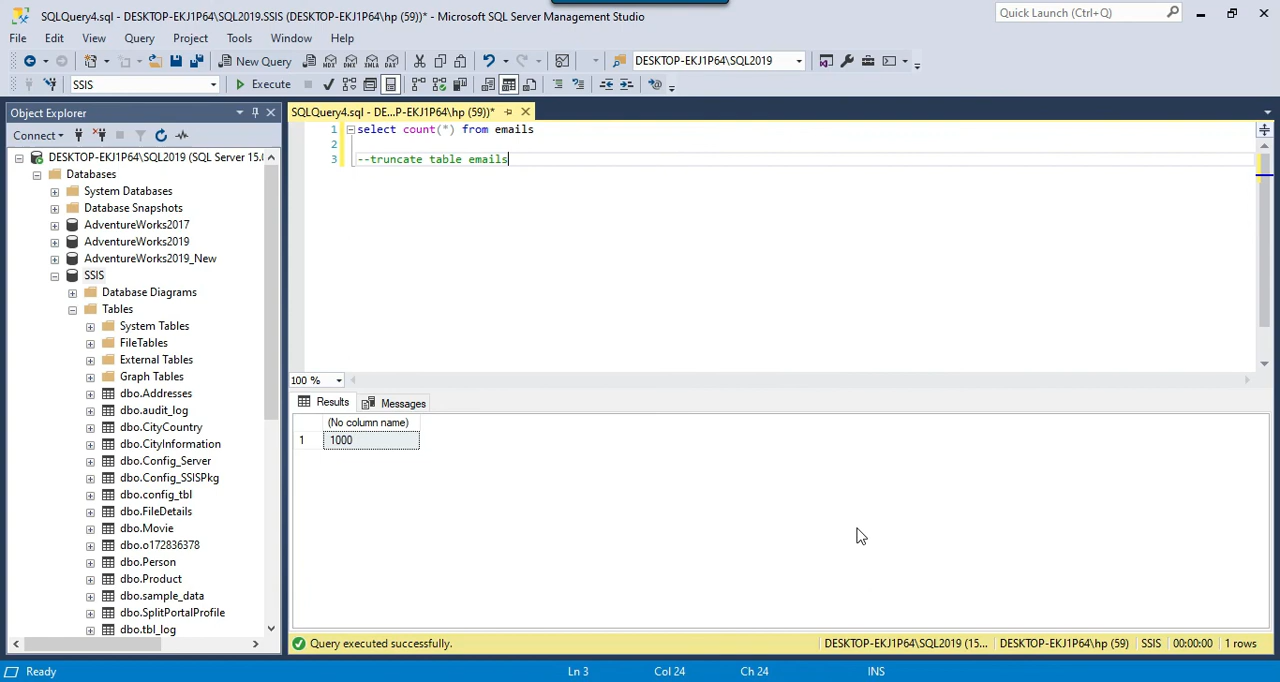 SQLQuery4.sql - DESKTOP-EKJ1P64\SQL2019.SSIS (DESKTOP-EKJ1P64\hp (59))* - Microsoft SQL Server Management Studio
Quick Launch (Ctrl+Q)
File Edit View Query Project Tools Window Help
New Query
DESKTOP-EKJ1P64\SQL2019
SSIS
Execute
Object Explorer
Connect
DESKTOP-EKJ1P64\SQL2019 (SQL Server 15.0
Databases
System Databases
Database Snapshots
AdventureWorks2017
AdventureWorks2019
AdventureWorks2019_New
SSIS
Database Diagrams
Tables
System Tables
FileTables
External Tables
Graph Tables
dbo.Addresses
dbo.audit_log
dbo.CityCountry
dbo.CityInformation
dbo.Config_Server
dbo.Config_SSISPkg
dbo.config_tbl
dbo.FileDetails
dbo.Movie
dbo.o172836378
dbo.Person
dbo.Product
dbo.sample_data
dbo.SplitPortalProfile
dbo.tbl_log
SQLQuery4.sql - DE...P-EKJ1P64\hp (59))*
1 select count(*) from emails
2
3 --truncate table emails
100 %
Results Messages
(No column name)
1 1000
Query executed successfully.
DESKTOP-EKJ1P64\SQL2019 (15... DESKTOP-EKJ1P64\hp (59) SSIS 00:00:00 1 rows
Ready Ln 3 Col 24 Ch 24 INS